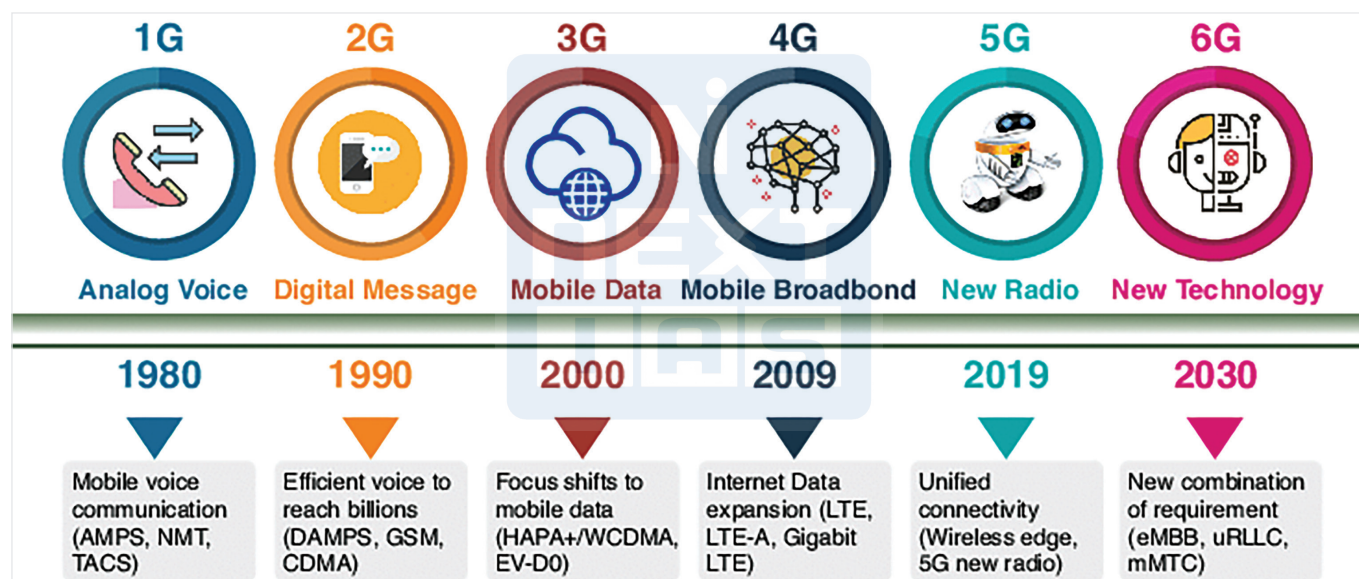 1G 2G 3G 4G 5G 6G
Analog Voice Digital Message Mobile Data Mobile Broadbond New Radio New Technology
1980 1990 2000 2009 2019 2030
Mobile voice
communication
(AMPS, NMT,
TACS)
Efficient voice to
reach billions
(DAMPS, GSM,
CDMA)
Focus shifts to
mobile data
(HAPA+/WCDMA,
EV-D0)
Internet Data
expansion (LTE,
LTE-A, Gigabit
LTE)
Unified
connectivity
(Wireless edge,
5G new radio)
New combination
of requirement
(eMBB, uRLLC,
mMTC)
NEXT
IAS